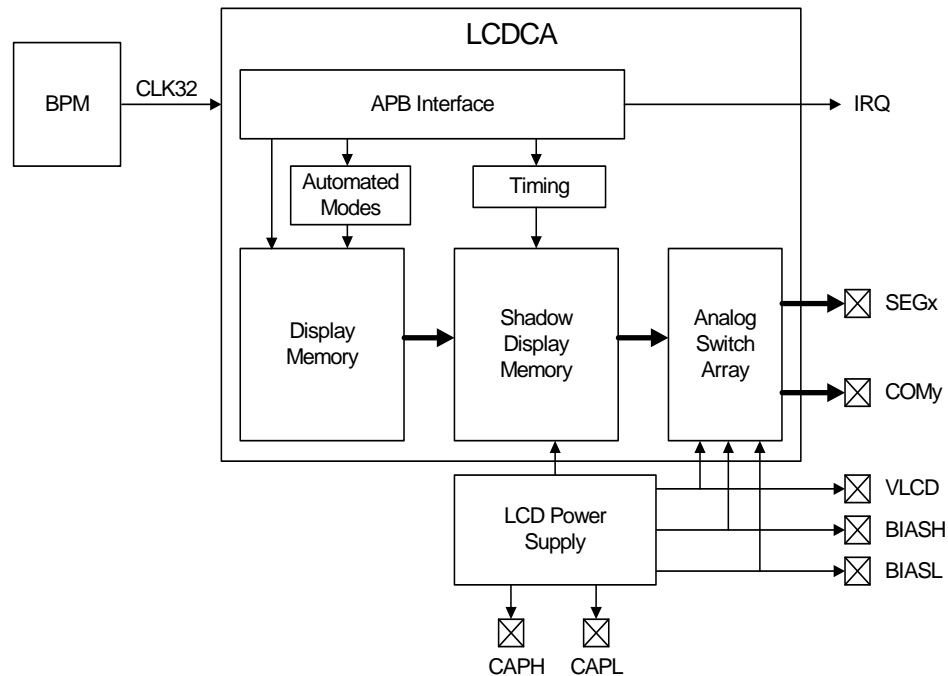 LCDCA
BPM
CLK32
APB Interface
IRQ
Automated
Modes
Timing
Display
Memory
Shadow
Display
Memory
Analog
Switch
Array
SEGx
COMy
LCD Power
Supply
VLCD
BIASH
BIASL
CAPH
CAPL